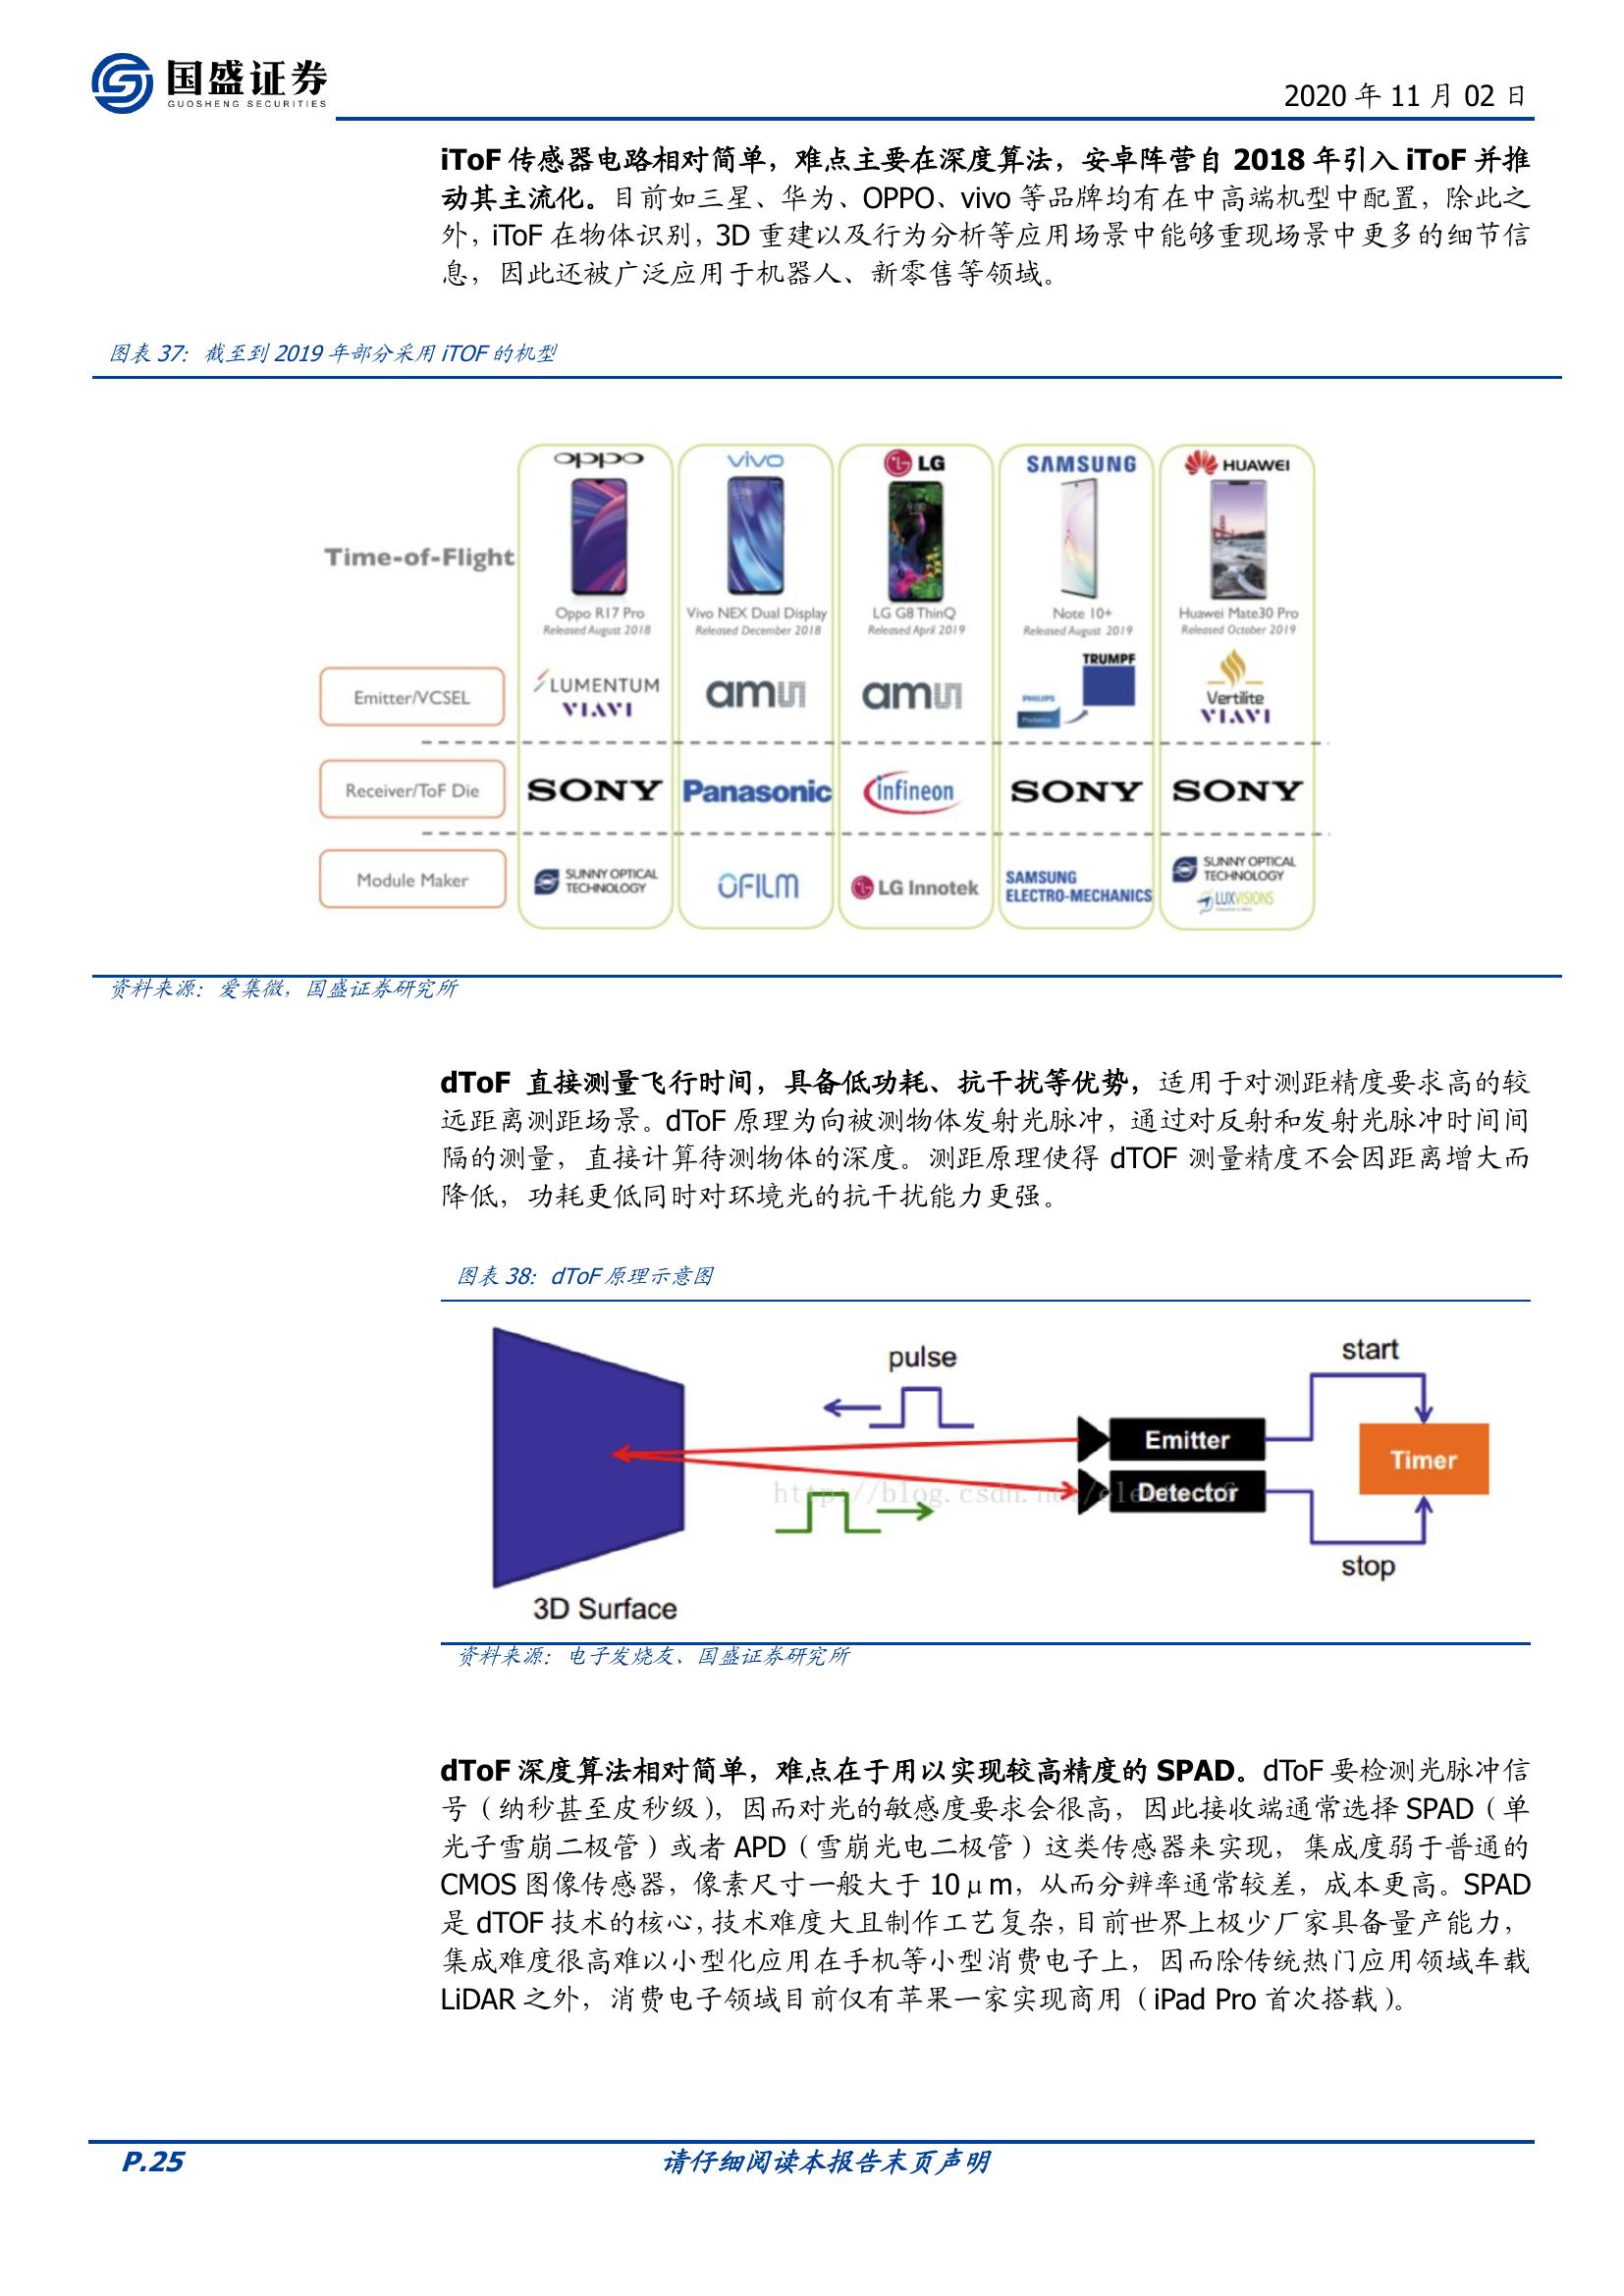 国盛证券
GUOSHENG SECURITIES
2020 年 11 月 02 日
iToF 传感器电路相对简单，难点主要在深度算法，安卓阵营自 2018 年引入 iToF 并推
动其主流化。目前如三星、华为、OPPO、vivo 等品牌均有在中高端机型中配置，除此之
外，iToF 在物体识别，3D 重建以及行为分析等应用场景中能够重现场景中更多的细节信
息，因此还被广泛应用于机器人、新零售等领域。
图表 37：截至到 2019 年部分采用 iTOF 的机型
oppo vivo LG SAMSUNG HUAWEI
Time-of-Flight
Oppo R17 Pro Vivo NEX Dual Display LG G8 ThinQ Note 10+ Huawei Mate30 Pro
Released August 2018 Released December 2018 Released April 2019 Released August 2019 Released October 2019
Emitter/VCSEL LUMENTUM VIAVI amu amu PHILIPS Photonics TRUMPF Vertilite VIAVI
Receiver/ToF Die SONY Panasonic infineon SONY SONY
Module Maker SUNNY OPTICAL TECHNOLOGY OFILM LG Innotek SAMSUNG ELECTRO-MECHANICS SUNNY OPTICAL TECHNOLOGY LUXVISIONS
资料来源：爱集微，国盛证券研究所
dToF 直接测量飞行时间，具备低功耗、抗干扰等优势，适用于对测距精度要求高的较
远距离测距场景。dToF 原理为向被测物体发射光脉冲，通过对反射和发射光脉冲时间间
隔的测量，直接计算待测物体的深度。测距原理使得 dTOF 测量精度不会因距离增大而
降低，功耗更低同时对环境光的抗干扰能力更强。
图表 38：dToF 原理示意图
pulse
start
Emitter
Timer
Detector
stop
3D Surface
资料来源：电子发烧友、国盛证券研究所
dToF 深度算法相对简单，难点在于用以实现较高精度的 SPAD。dToF 要检测光脉冲信
号（纳秒甚至皮秒级），因而对光的敏感度要求会很高，因此接收端通常选择 SPAD（单
光子雪崩二极管）或者 APD（雪崩光电二极管）这类传感器来实现，集成度弱于普通的
CMOS 图像传感器，像素尺寸一般大于 10μm，从而分辨率通常较差，成本更高。SPAD
是 dTOF 技术的核心，技术难度大且制作工艺复杂，目前世界上极少厂家具备量产能力，
集成难度很高难以小型化应用在手机等小型消费电子上，因而除传统热门应用领域车载
LiDAR 之外，消费电子领域目前仅有苹果一家实现商用（iPad Pro 首次搭载）。
P.25
请仔细阅读本报告末页声明